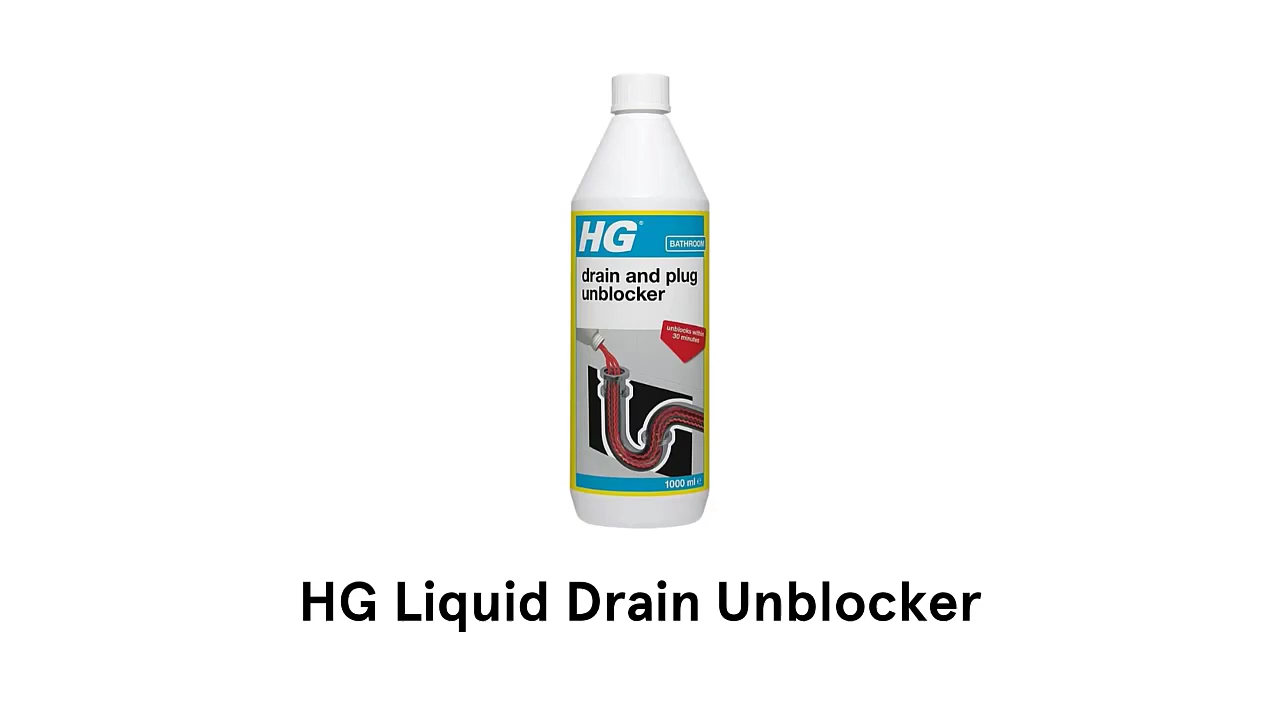 HG®
BATHROOM
drain and plug
unblocker
unblocks within
30 minutes
1000 ml e
HG Liquid Drain Unblocker